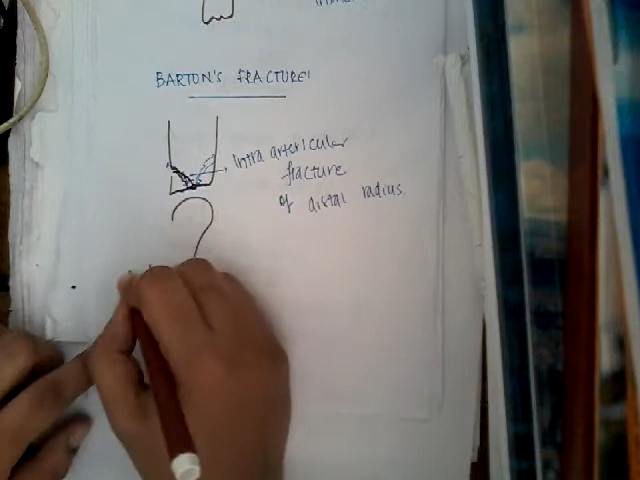 BARTON'S FRACTURE
Intra articular
fracture
of distal radius